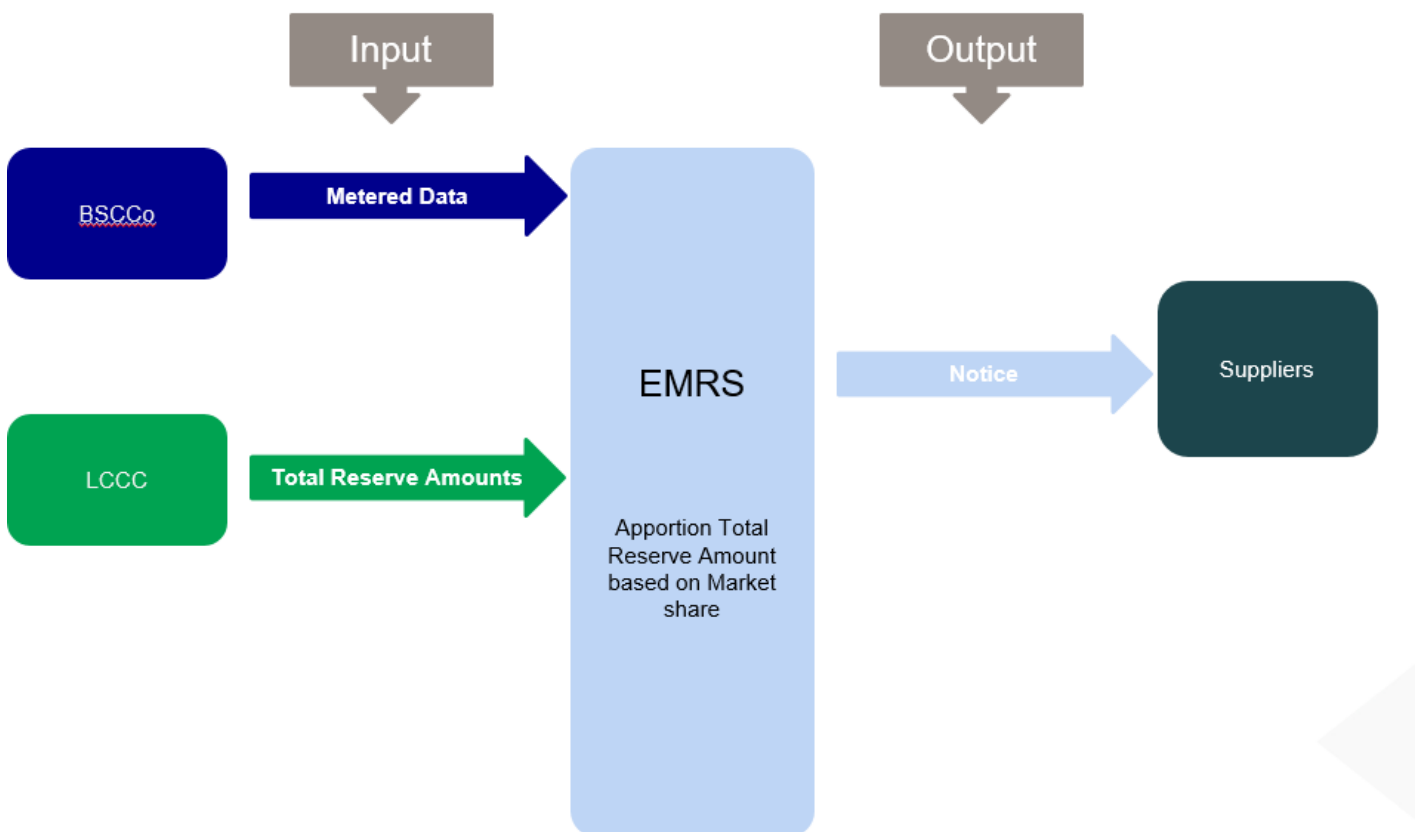 Input
Output
BSCCo
Metered Data
EMRS
Notice
Suppliers
LCCC
Total Reserve Amounts
Apportion Total
Reserve Amount
based on Market
share